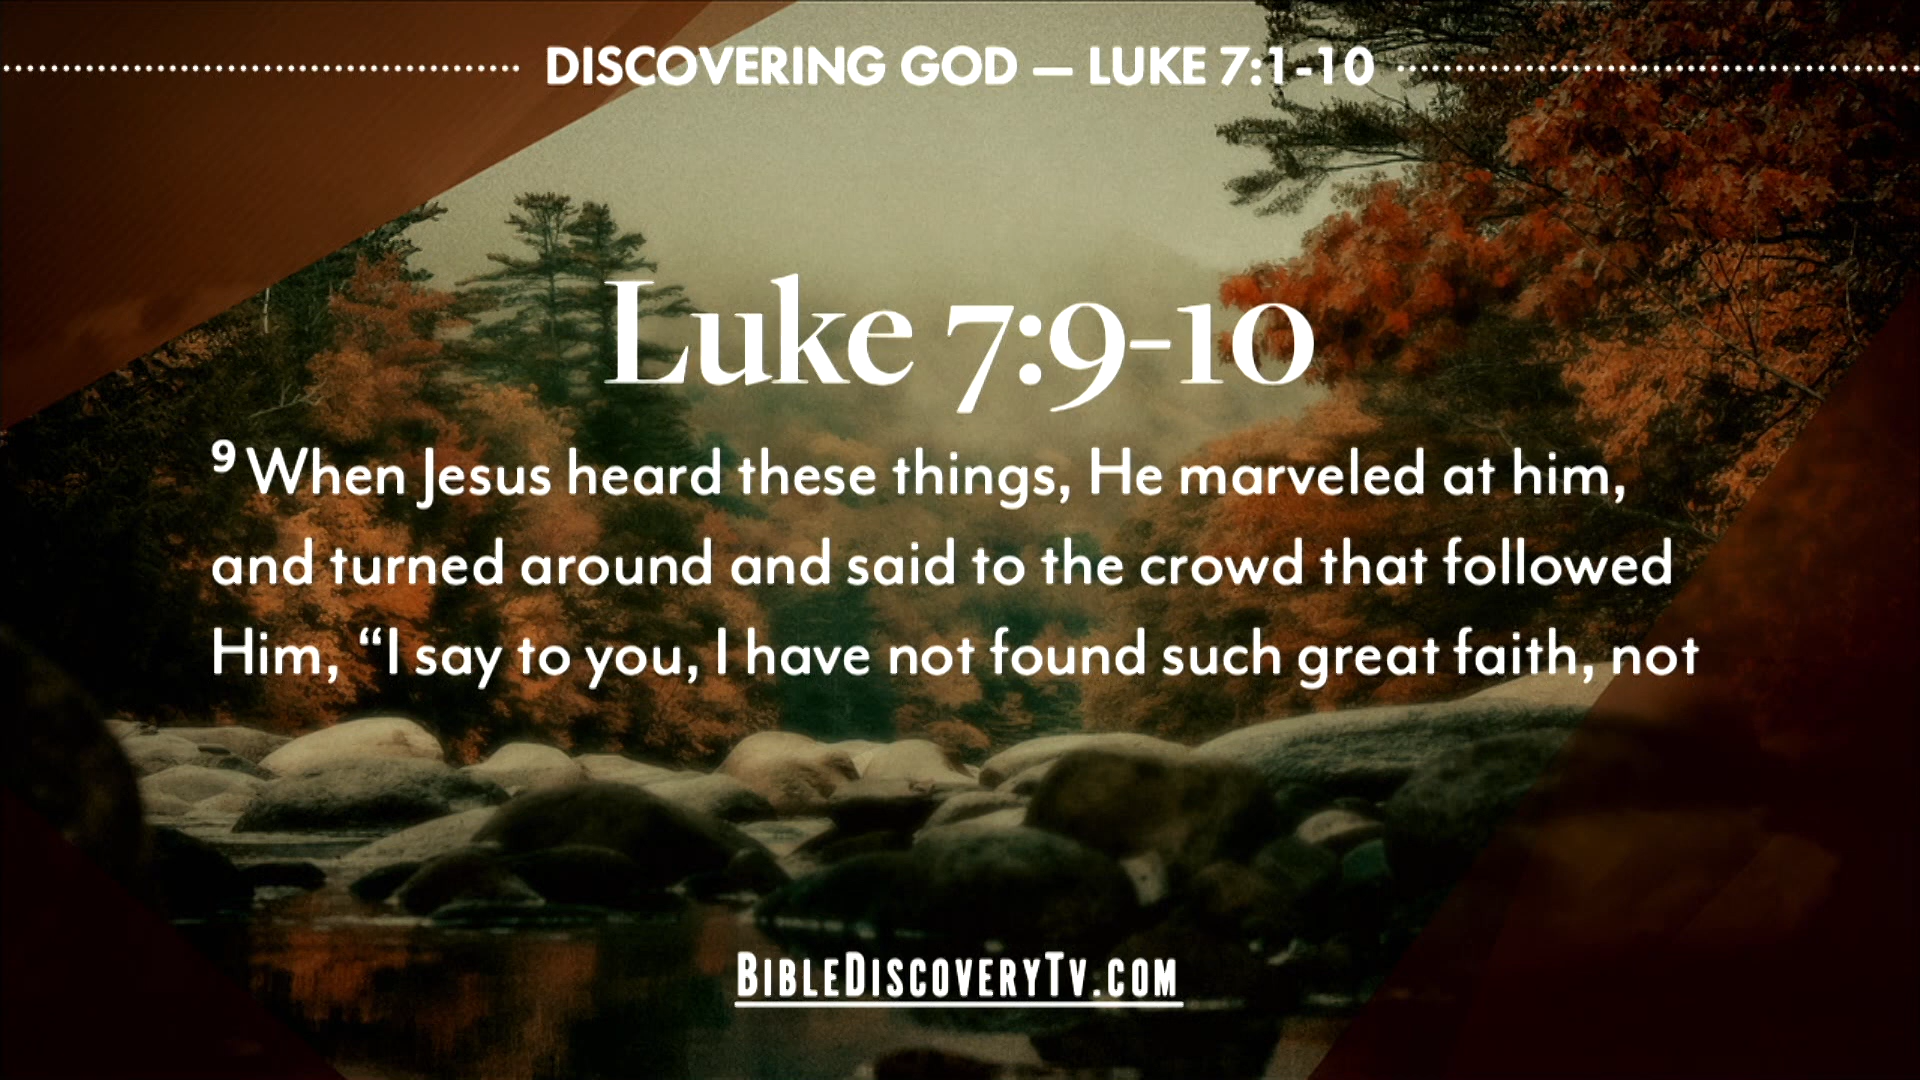 DISCOVERING GOD — LUKE 7:1-10
Luke 7:9-10
9 When Jesus heard these things, He marveled at him,
and turned around and said to the crowd that followed
Him, “I say to you, I have not found such great faith, not
BIBLEDISCOVERYTV.COM